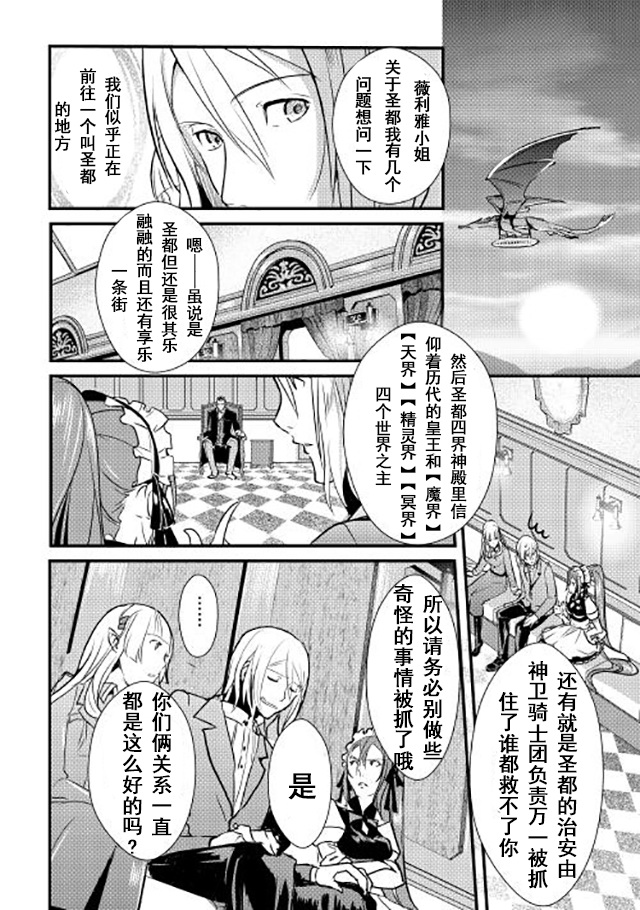 薇利雅小姐
关于圣都我有几个
问题想问一下
我们似乎正在
前往一个叫圣都
的地方
嗯——虽说是
圣都但还是很其乐
融融的而且还有享乐
一条街
然后圣都四界神殿里信
仰着历代的皇王和【魔界】
【天界】【精灵界】【冥界】
四个世界之主
还有就是圣都的治安由
神卫骑士团负责万一被抓
住了谁都救不了你
所以请务必别做些
奇怪的事情被抓了哦
是
……
你们俩关系一直
都是这么好的吗?